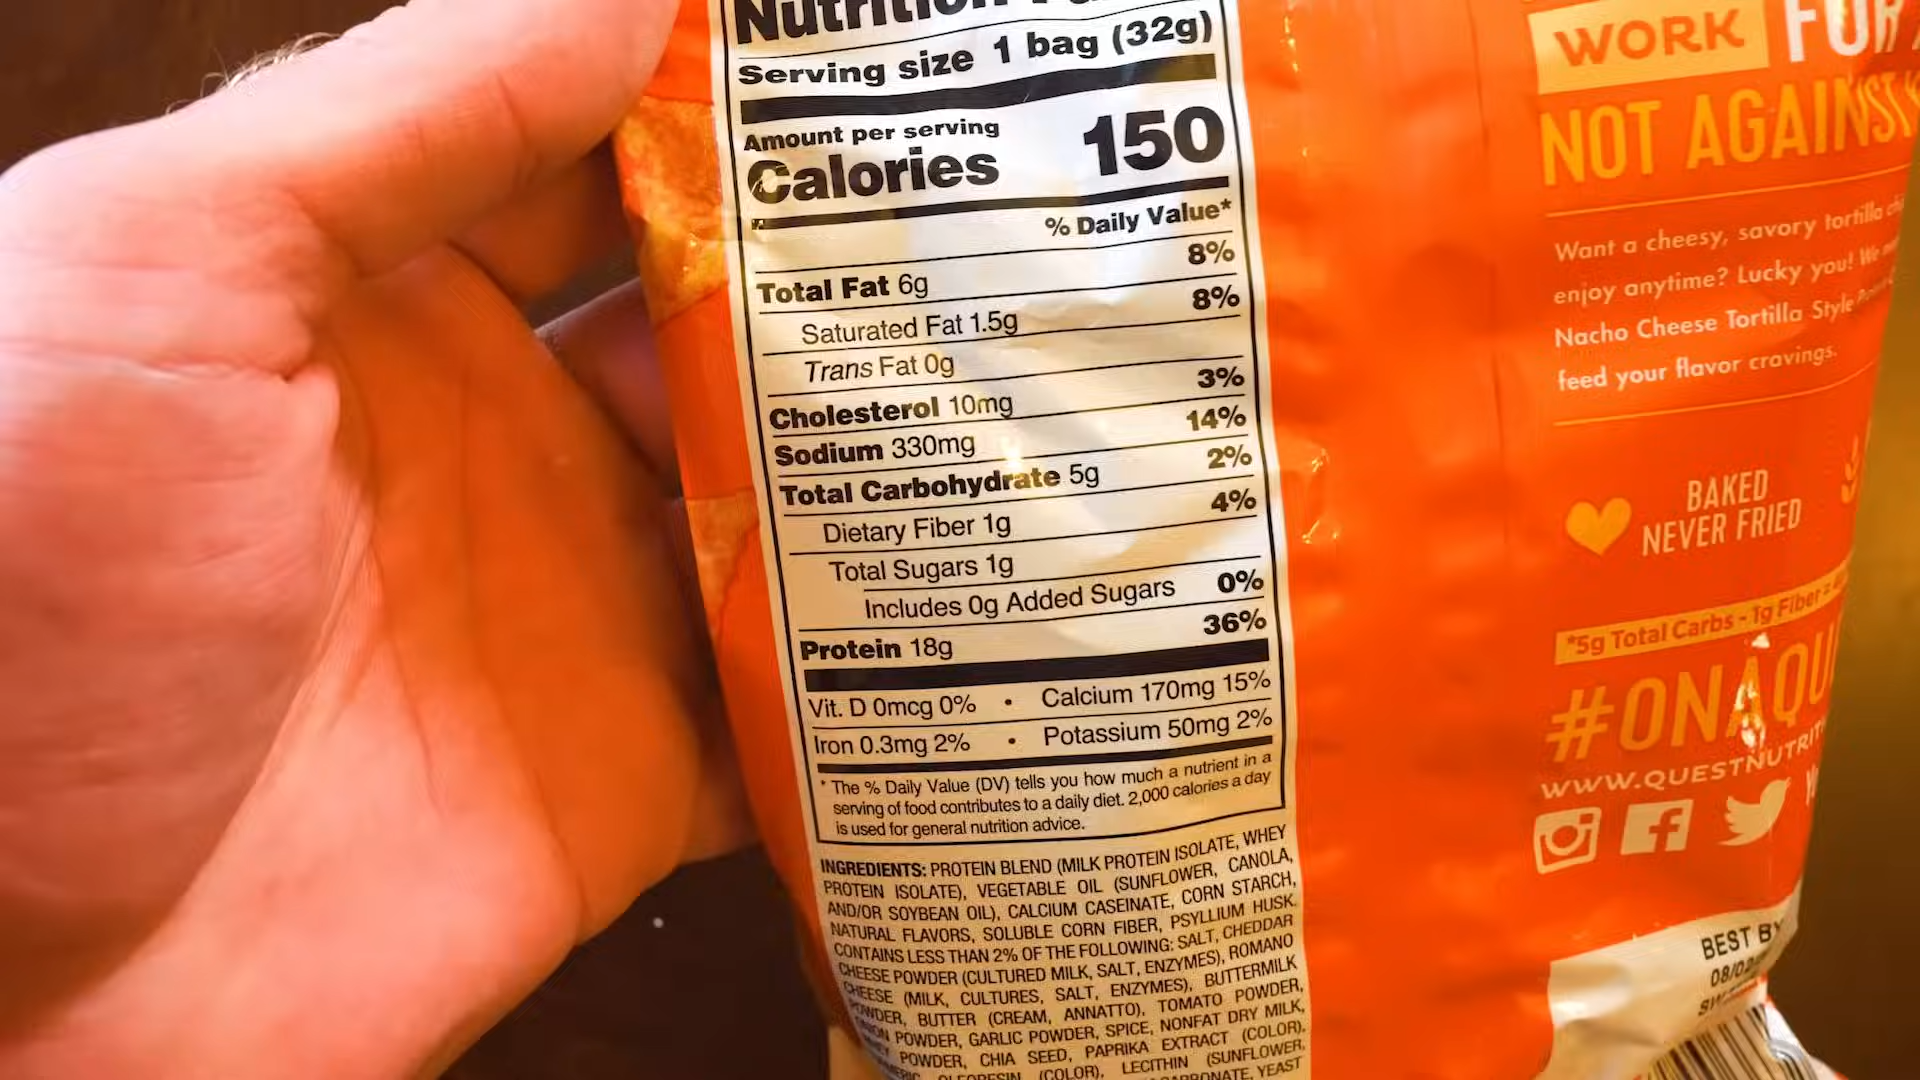 Nutrition
Serving size 1 bag (32g)
Amount per serving
Calories 150
% Daily Value*
Total Fat 6g 8%
Saturated Fat 1.5g 8%
Trans Fat 0g
Cholesterol 10mg 3%
Sodium 330mg 14%
Total Carbohydrate 5g 2%
Dietary Fiber 1g 4%
Total Sugars 1g
Includes 0g Added Sugars 0%
Protein 18g 36%
Vit. D 0mcg 0% • Calcium 170mg 15%
Iron 0.3mg 2% • Potassium 50mg 2%
* The % Daily Value (DV) tells you how much a nutrient in a
serving of food contributes to a daily diet. 2,000 calories a day
is used for general nutrition advice.
INGREDIENTS: PROTEIN BLEND (MILK PROTEIN ISOLATE, WHEY
PROTEIN ISOLATE), VEGETABLE OIL (SUNFLOWER, CANOLA,
AND/OR SOYBEAN OIL), CALCIUM CASEINATE, CORN STARCH,
NATURAL FLAVORS, SOLUBLE CORN FIBER, PSYLLIUM HUSK.
CONTAINS LESS THAN 2% OF THE FOLLOWING: SALT, CHEDDAR
CHEESE POWDER (CULTURED MILK, SALT, ENZYMES), ROMANO
CHEESE (MILK, CULTURES, SALT, ENZYMES), BUTTERMILK
POWDER, BUTTER (CREAM, ANNATTO), TOMATO POWDER,
POWDER, GARLIC POWDER, SPICE, NONFAT DRY MILK,
POWDER, CHIA SEED, PAPRIKA EXTRACT (COLOR),
OLEORESIN (COLOR), LECITHIN (SUNFLOWER,
YEAST
WORK FOR
NOT AGAINST
Want a cheesy, savory tortilla
enjoy anytime? Lucky you! We
Nacho Cheese Tortilla Style
feed your flavor cravings.
BAKED
NEVER FRIED
*5g Total Carbs - 1g Fiber
#ONAQU
WWW.QUESTNUTRIT
BEST BY
08/02
SW